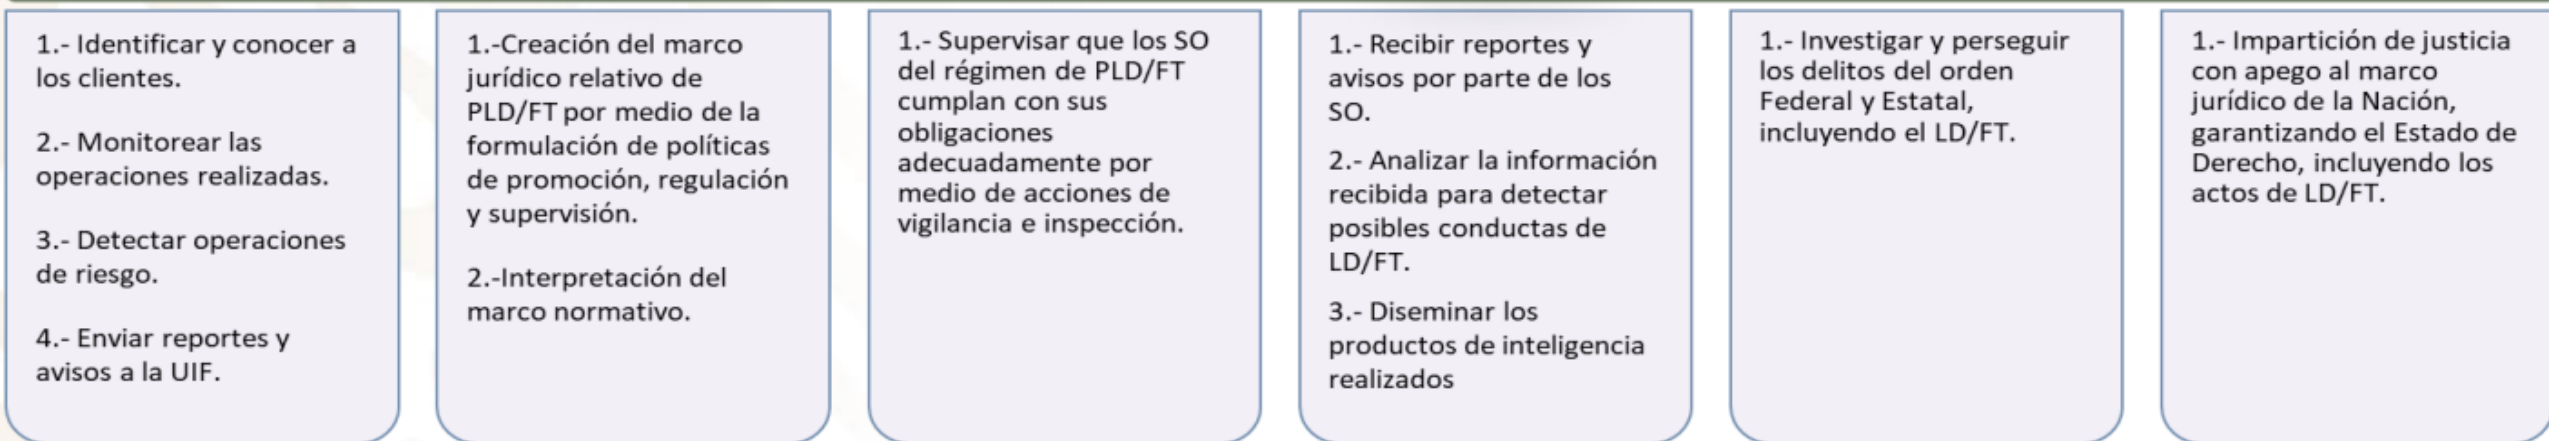 1.- Identificar y conocer a
los clientes.
2.- Monitorear las
operaciones realizadas.
3.- Detectar operaciones
de riesgo.
4.- Enviar reportes y
avisos a la UIF.
1.-Creación del marco
jurídico relativo de
PLD/FT por medio de la
formulación de políticas
de promoción, regulación
y supervisión.
2.-Interpretación del
marco normativo.
1.- Supervisar que los SO
del régimen de PLD/FT
cumplan con sus
obligaciones
adecuadamente por
medio de acciones de
vigilancia e inspección.
1.- Recibir reportes y
avisos por parte de los
SO.
2.- Analizar la información
recibida para detectar
posibles conductas de
LD/FT.
3.- Diseminar los
productos de inteligencia
realizados
1.- Investigar y perseguir
los delitos del orden
Federal y Estatal,
incluyendo el LD/FT.
1.- Impartición de justicia
con apego al marco
jurídico de la Nación,
garantizando el Estado de
Derecho, incluyendo los
actos de LD/FT.